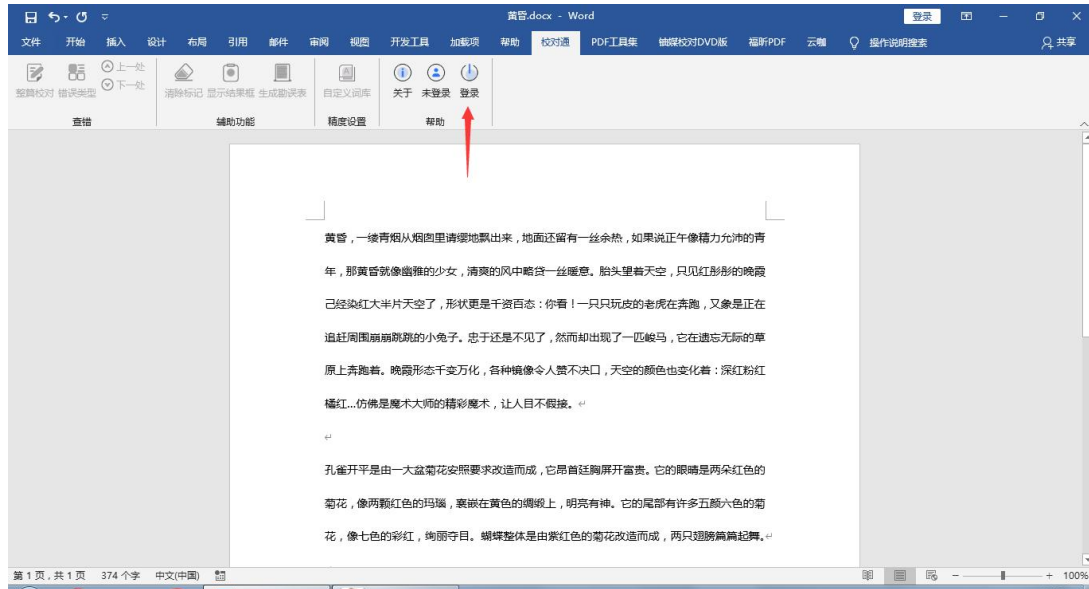 黄昏.docx - Word
登录
文件 开始 插入 设计 布局 引用 邮件 审阅 视图 开发工具 加载项 帮助 校对通 PDF工具集 蚰蜒校对DVD版 福昕PDF 云咖 操作说明搜索 共享
整篇校对 错误类型 上一处 下一处 清除标记 显示结果框 生成勘误表 自定义词库 关于 未登录 登录
查错 辅助功能 精度设置 帮助
黄昏，一缕青烟从烟囱里请缨地飘出来，地面还留有一丝余热，如果说正午像精力允沛的青
年，那黄昏就像幽雅的少女，清爽的风中略贷一丝暖意。胎头望着天空，只见红彤彤的晚霞
己经染红大半片天空了，形状更是千资百态：你看！一只只玩皮的老虎在奔跑，又象是正在
追赶周围崩崩跳跳的小兔子。忠于还是不见了，然而却出现了一匹峻马，它在遗忘无际的草
原上奔跑着。晚霞形态千变万化，各种镜像令人赞不决口，天空的颜色也变化着：深红粉红
橘红...仿佛是魔术大师的精彩魔术，让人目不假接。
孔雀开平是由一大盆菊花安照要求改造而成，它昂首廷胸屏开富贵。它的眼睛是两朵红色的
菊花，像两颗红色的玛瑙，襄嵌在黄色的绸缎上，明亮有神。它的尾部有许多五颜六色的菊
花，像七色的彩红，绚丽夺目。蝴蝶整体是由紫红色的菊花改造而成，两只翅膀篇篇起舞。
第1页，共1页 374个字 中文(中国) 100%